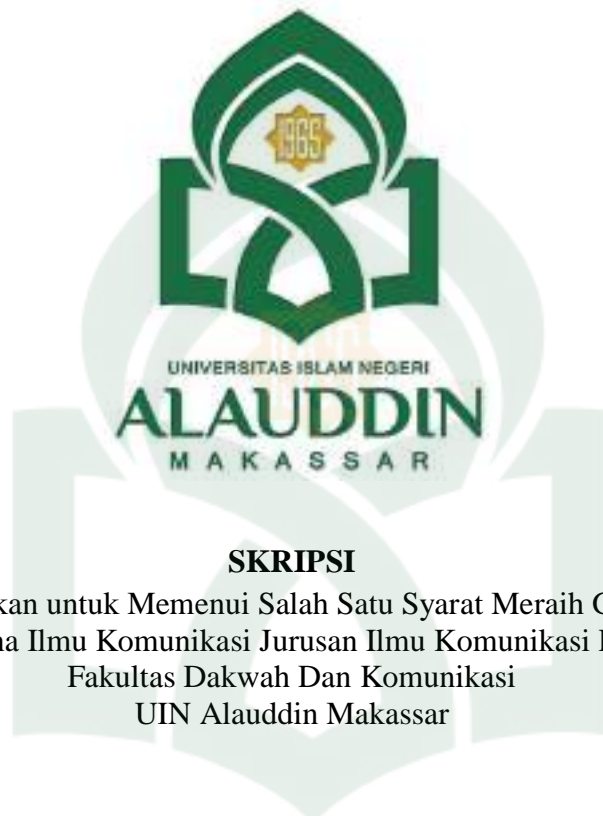 1965
UNIVERSITAS ISLAM NEGERI
ALAUDDIN
MAKASSAR
SKRIPSI
kan untuk Memenui Salah Satu Syarat Meraih
na Ilmu Komunikasi Jurusan Ilmu Komunikasi
Fakultas Dakwah Dan Komunikasi
UIN Alauddin Makassar